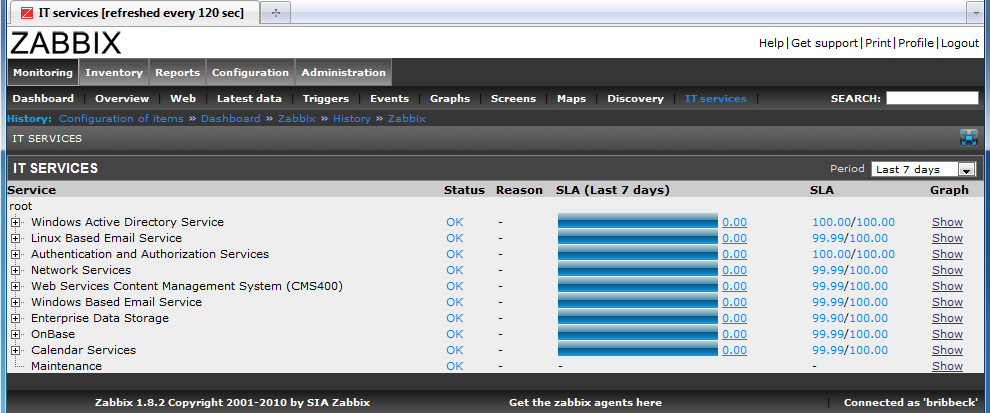 IT services [refreshed every 120 sec]
ZABBIX
Help|Get support|Print|Profile|Logout
Monitoring Inventory Reports Configuration Administration
Dashboard | Overview | Web | Latest data | Triggers | Events | Graphs | Screens | Maps | Discovery | IT services | SEARCH:
History: Configuration of items » Dashboard » Zabbix » History » Zabbix
IT SERVICES
IT SERVICES Period Last 7 days
Service Status Reason SLA (Last 7 days) SLA Graph
root
Windows Active Directory Service OK - 0.00 100.00/100.00 Show
Linux Based Email Service OK - 0.00 99.99/100.00 Show
Authentication and Authorization Services OK - 0.00 100.00/100.00 Show
Network Services OK - 0.00 99.99/100.00 Show
Web Services Content Management System (CMS400) OK - 0.00 99.99/100.00 Show
Windows Based Email Service OK - 0.00 99.99/100.00 Show
Enterprise Data Storage OK - 0.00 99.90/100.00 Show
OnBase OK - 0.00 99.99/100.00 Show
Calendar Services OK - 0.00 99.99/100.00 Show
Maintenance OK - - - Show
Zabbix 1.8.2 Copyright 2001-2010 by SIA Zabbix Get the zabbix agents here | Connected as 'bribbeck'